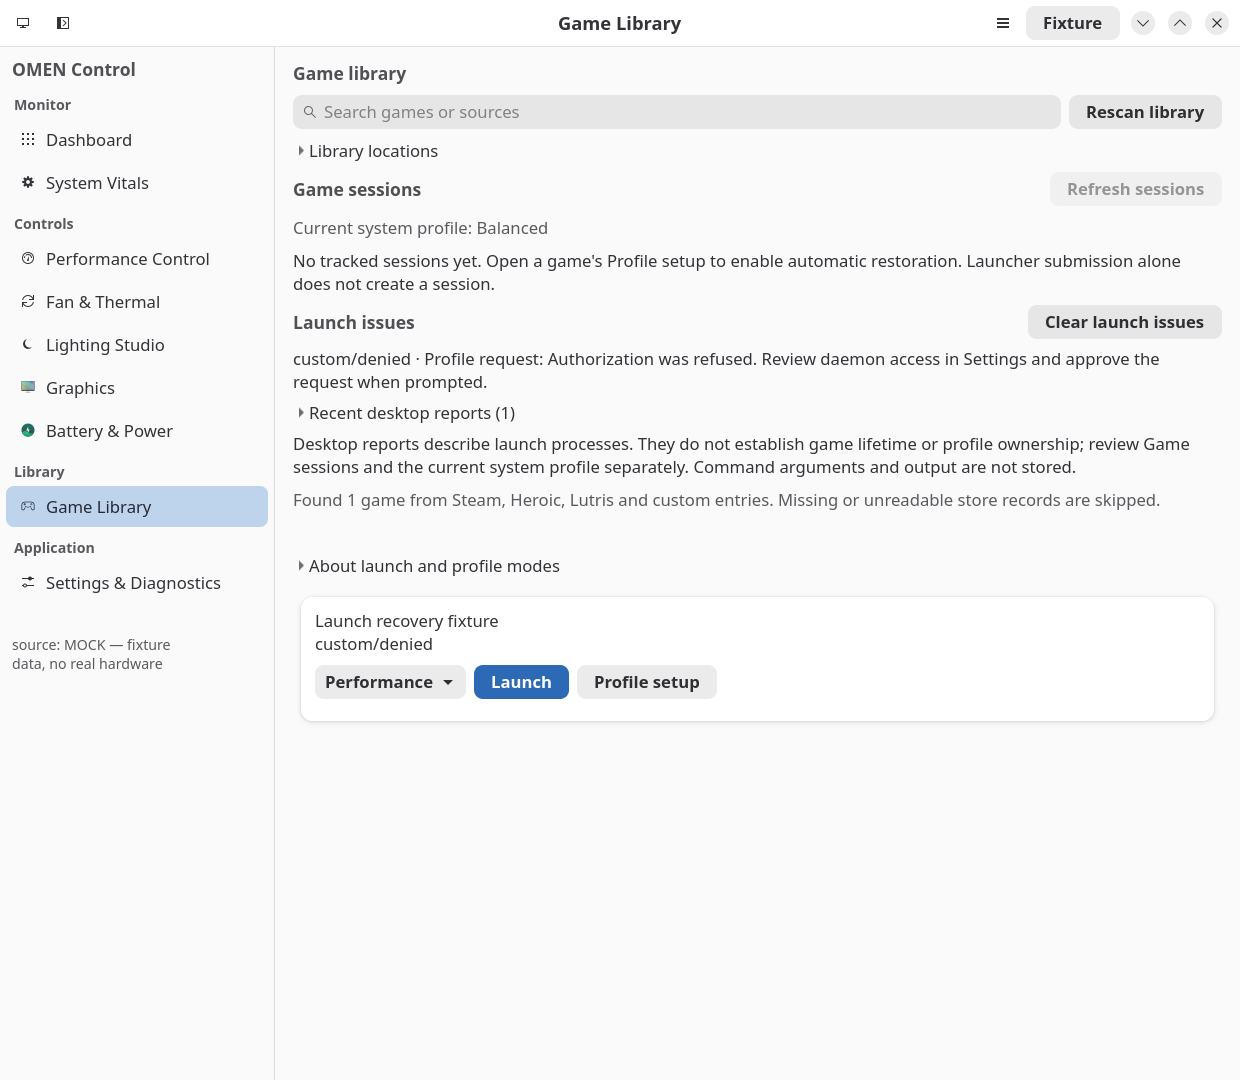 Game Library
Fixture
OMEN Control
Monitor
Dashboard
System Vitals
Controls
Performance Control
Fan & Thermal
Lighting Studio
Graphics
Battery & Power
Library
Game Library
Application
Settings & Diagnostics
source: MOCK — fixture
data, no real hardware
Game library
Search games or sources
Rescan library
Library locations
Game sessions
Refresh sessions
Current system profile: Balanced
No tracked sessions yet. Open a game's Profile setup to enable automatic restoration. Launcher submission alone
does not create a session.
Launch issues
Clear launch issues
custom/denied · Profile request: Authorization was refused. Review daemon access in Settings and approve the
request when prompted.
Recent desktop reports (1)
Desktop reports describe launch processes. They do not establish game lifetime or profile ownership; review Game
sessions and the current system profile separately. Command arguments and output are not stored.
Found 1 game from Steam, Heroic, Lutris and custom entries. Missing or unreadable store records are skipped.
About launch and profile modes
Launch recovery fixture
custom/denied
Performance
Launch
Profile setup